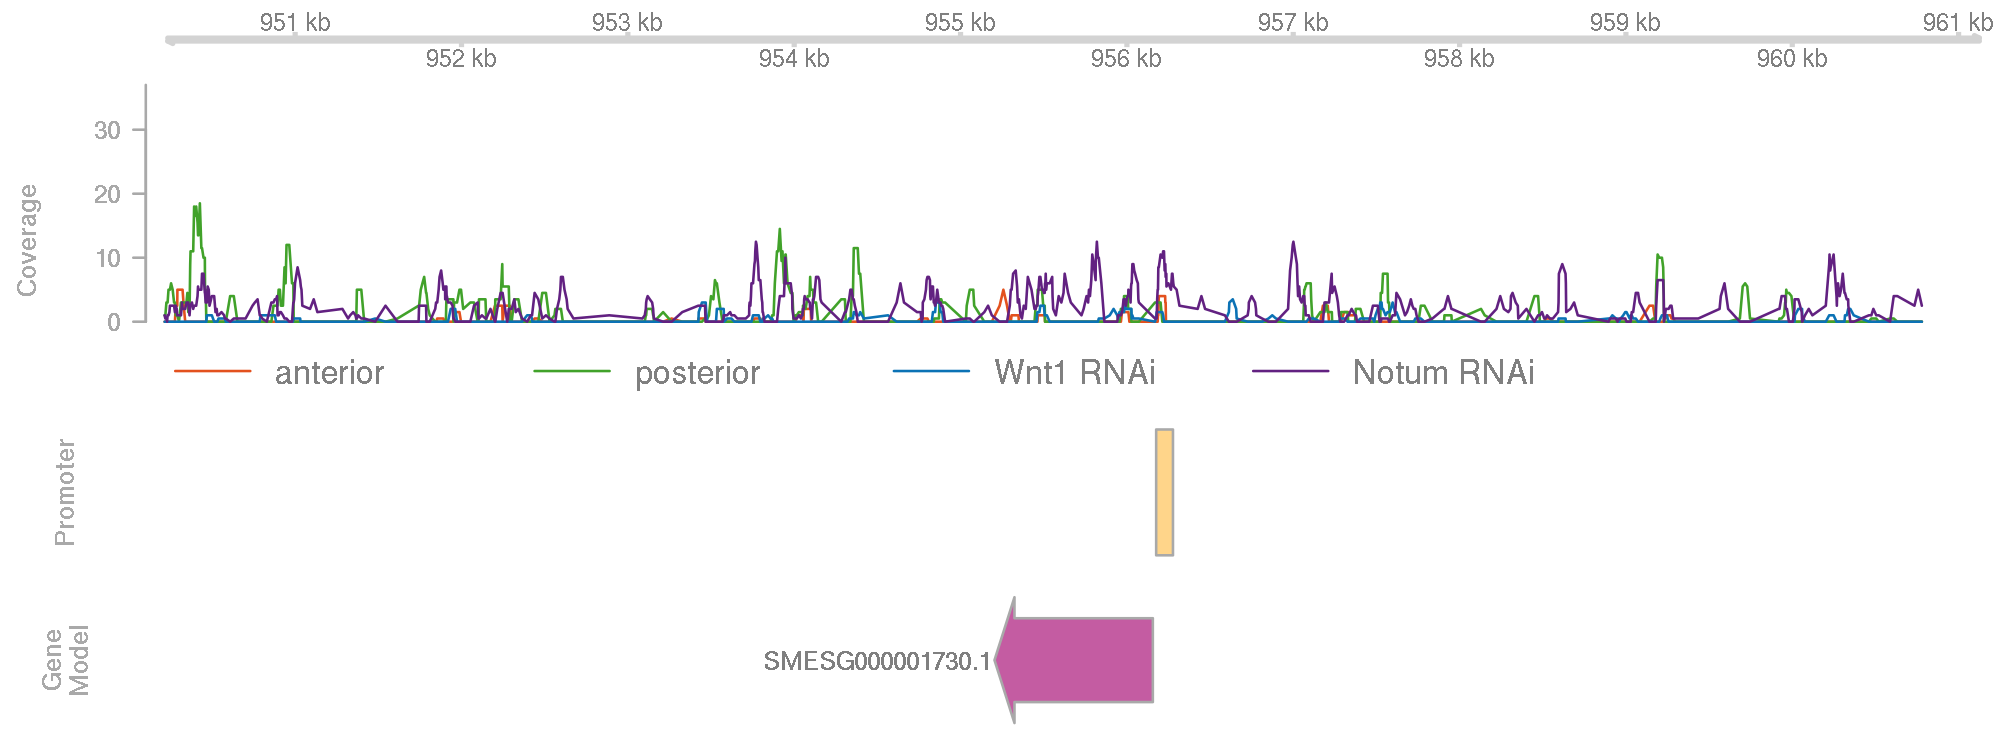 951 kb 953 kb 955 kb 957 kb 959 kb 961 kb
952 kb 954 kb 956 kb 958 kb 960 kb
Coverage
30
20
10
0
anterior posterior Wnt1 RNAi Notum RNAi
Promoter
Gene
Model
SMESG000001730.1